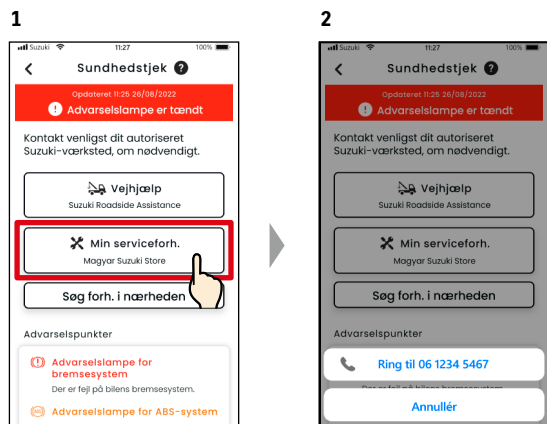 1
Suzuki 11:27 100%
Sundhedstjek ?
Opdateret 11:25 26/08/2022
! Advarselslampe er tændt
Kontakt venligst dit autoriseret
Suzuki-værksted, om nødvendigt.
Vejhjælp
Suzuki Roadside Assistance
Min serviceforh.
Magyar Suzuki Store
Søg forh. i nærheden
Advarselspunkter
Advarselslampe for
bremsesystem
Der er fejl på bilens bremsesystem.
Advarselslampe for ABS-system
2
Suzuki 11:27 100%
Sundhedstjek ?
Opdateret 11:25 26/08/2022
! Advarselslampe er tændt
Kontakt venligst dit autoriseret
Suzuki-værksted, om nødvendigt.
Vejhjælp
Suzuki Roadside Assistance
Min serviceforh.
Magyar Suzuki Store
Søg forh. i nærheden
Advarselspunkter
Ring til 06 1234 5467
Annullér